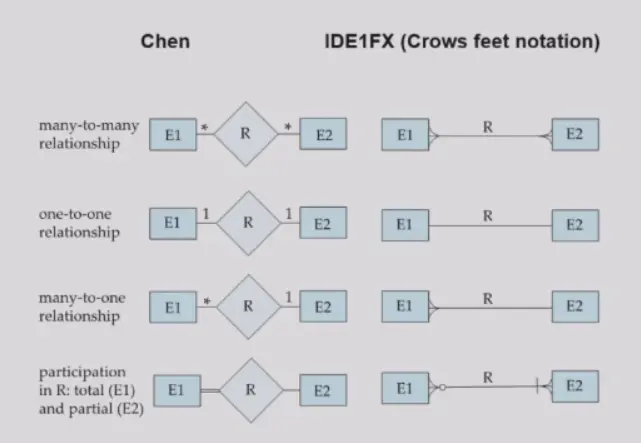 Chen IDE1FX (Crows feet notation)
many-to-many
relationship
E1 * R * E2 E1 R E2
one-to-one
relationship
E1 1 R 1 E2 E1 R E2
many-to-one
relationship
E1 * R 1 E2 E1 R E2
participation
in R: total (E1)
and partial (E2)
E1 R E2 E1 R E2